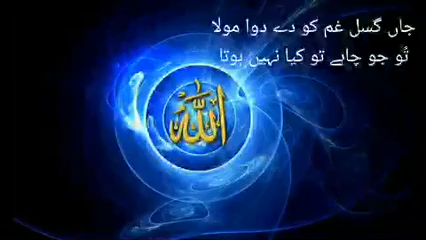 جاں گسل غم کو دے دوا مولا
تُو جو چاہے تو کیا نہیں ہوتا
الله